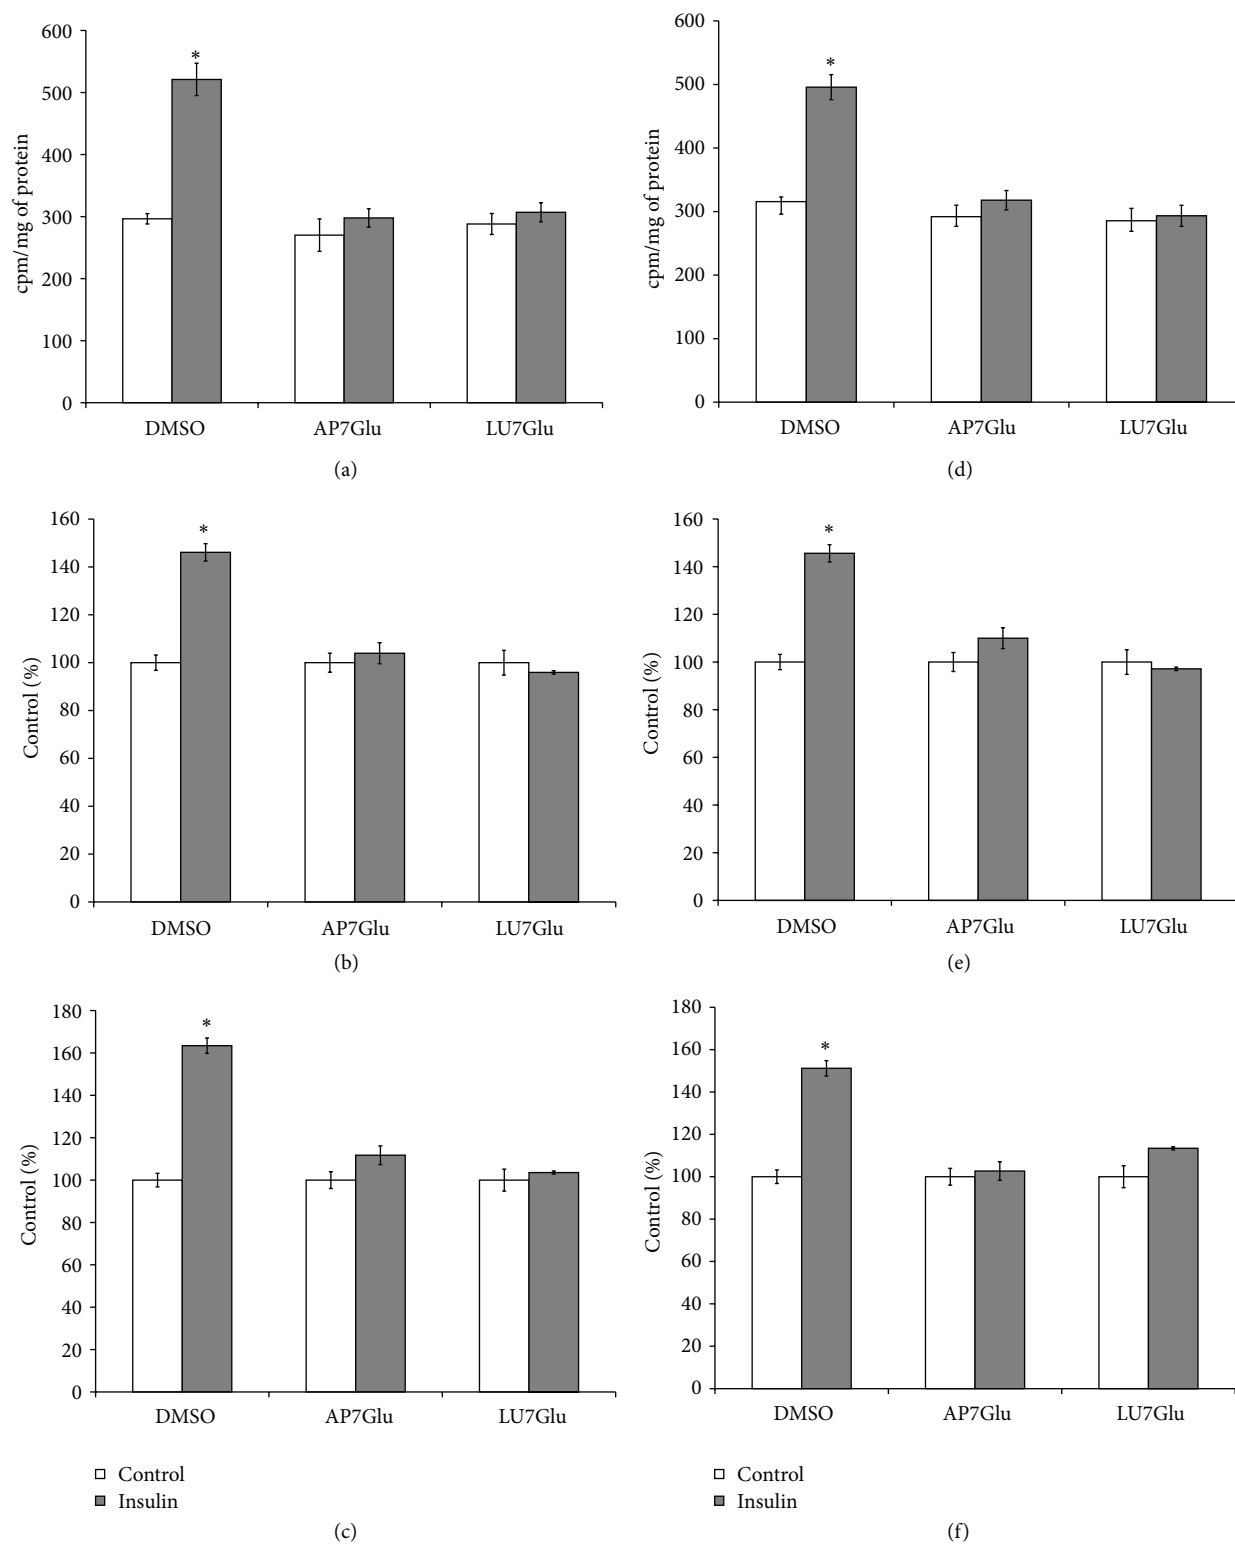 600
*
500
400
300
200
100
0
cpm/mg of protein
DMSO AP7Glu LU7Glu
(a)
600
*
500
400
300
200
100
0
cpm/mg of protein
DMSO AP7Glu LU7Glu
(d)
160
*
140
120
100
80
60
40
20
0
Control (%)
DMSO AP7Glu LU7Glu
(b)
160
*
140
120
100
80
60
40
20
0
Control (%)
DMSO AP7Glu LU7Glu
(e)
180
*
160
140
120
100
80
60
40
20
0
Control (%)
DMSO AP7Glu LU7Glu
Control
Insulin
(c)
180
*
160
140
120
100
80
60
40
20
0
Control (%)
DMSO AP7Glu LU7Glu
Control
Insulin
(f)